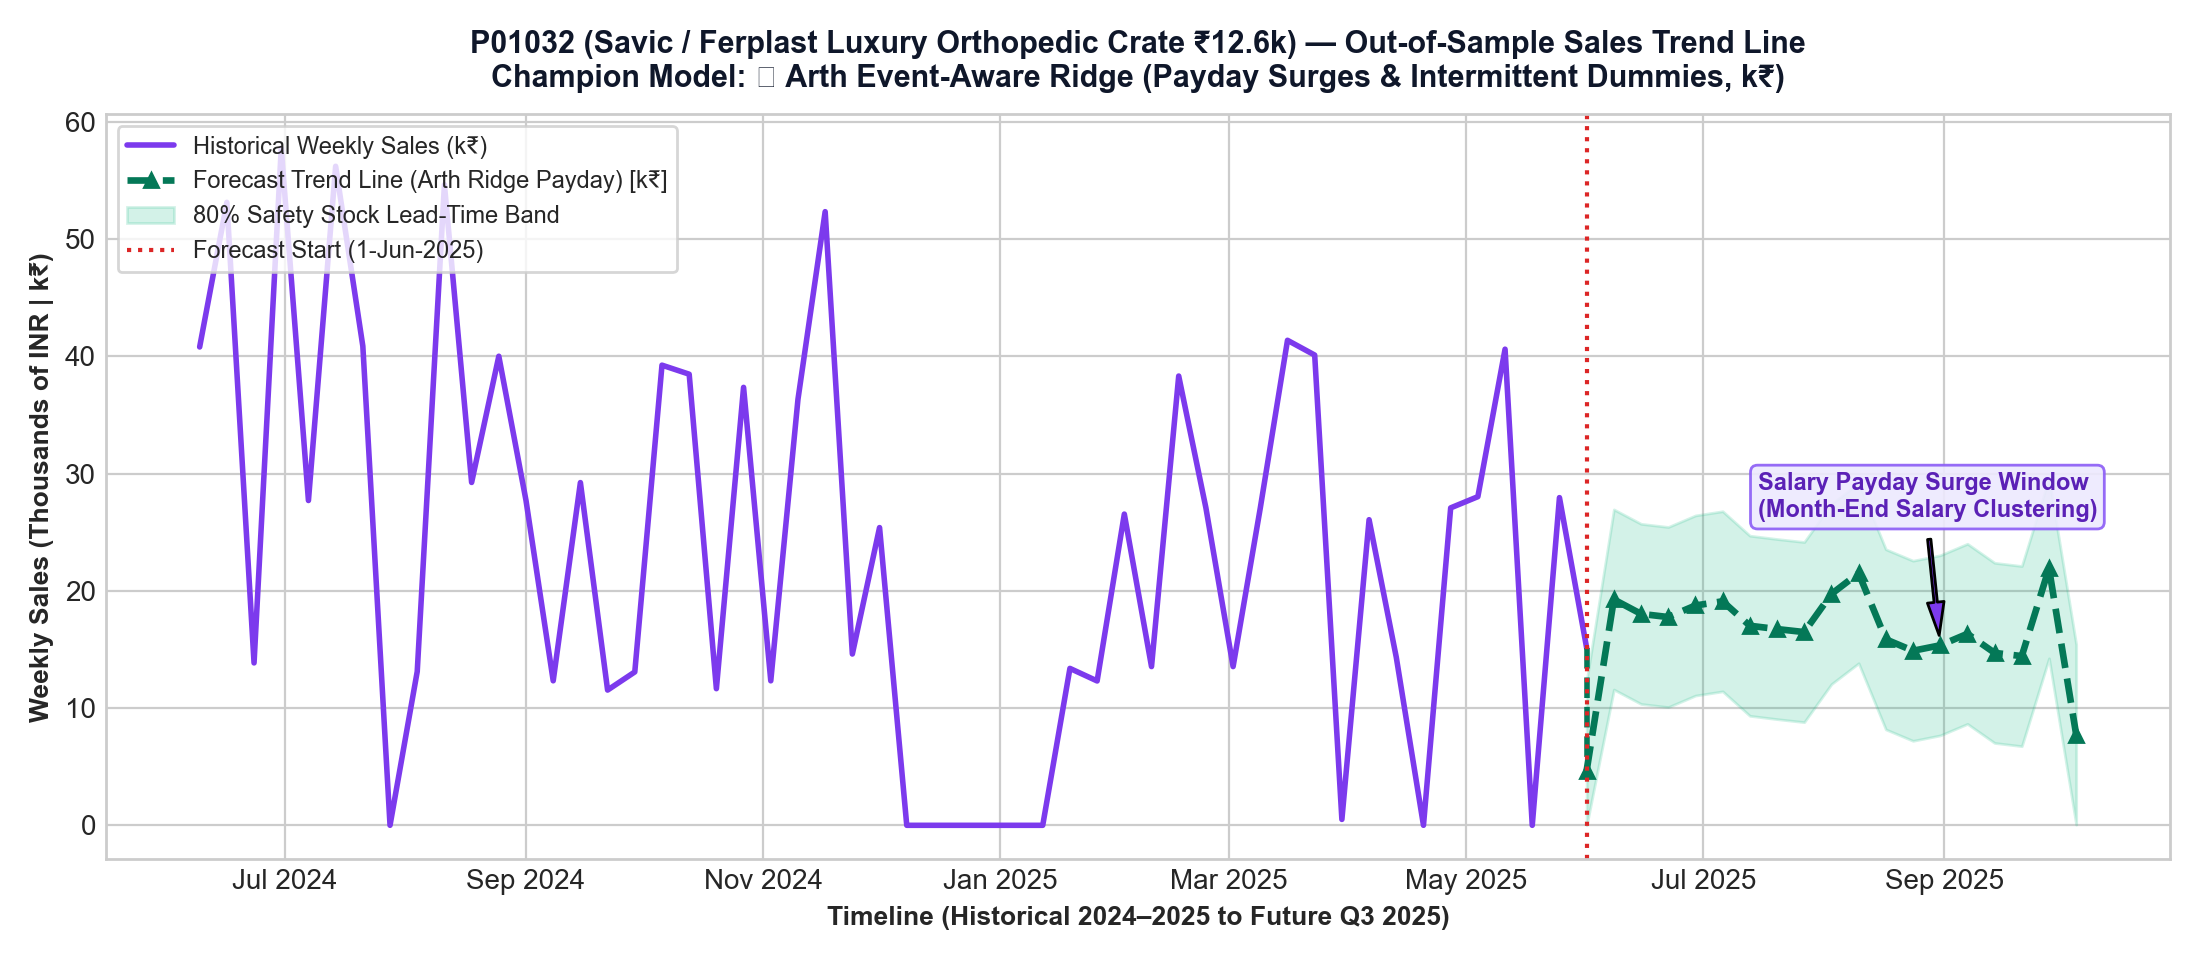 P01032 (Savic / Ferplast Luxury Orthopedic Crate ₹12.6k) — Out-of-Sample Sales Trend Line
Champion Model: □ Arth Event-Aware Ridge (Payday Surges & Intermittent Dummies, k₹)
60
50
40
30
20
10
0
Weekly Sales (Thousands of INR | k₹)
Historical Weekly Sales (k₹)
Forecast Trend Line (Arth Ridge Payday) [k₹]
80% Safety Stock Lead-Time Band
Forecast Start (1-Jun-2025)
Salary Payday Surge Window
(Month-End Salary Clustering)
Jul 2024
Sep 2024
Nov 2024
Jan 2025
Mar 2025
May 2025
Jul 2025
Sep 2025
Timeline (Historical 2024–2025 to Future Q3 2025)